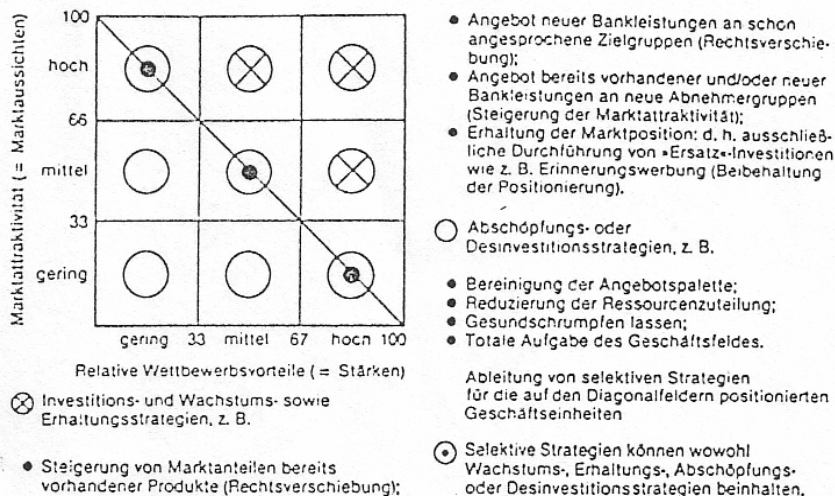 Marktattraktivität (= Marktaussichten)
100
hoch
66
mittel
33
gering
gering 33 mittel 67 hoch 100
Relative Wettbewerbsvorteile (= Stärken)
Investitions- und Wachstums- sowie
Erhaltungsstrategien, z. B.
• Steigerung von Marktanteilen bereits
vorhandener Produkte (Rechtsverschiebung);
• Angebot neuer Bankleistungen an schon
angesprochene Zielgruppen (Rechtsverschie-
bung);
• Angebot bereits vorhandener und/oder neuer
Bankleistungen an neue Abnehmergruppen
(Steigerung der Marktattraktivität);
• Erhaltung der Marktposition: d. h. ausschließ-
liche Durchführung von »Ersatz«-Investitionen
wie z. B. Erinnerungswerbung (Beibehaltung
der Positionierung).
Abschöpfungs- oder
Desinvestitionsstrategien, z. B.
• Bereinigung der Angebotspalette;
• Reduzierung der Ressourcenzuteilung;
• Gesundschrumpfen lassen;
• Totale Aufgabe des Geschäftsfeldes.
Ableitung von selektiven Strategien
für die auf den Diagonalfeldern positionierten
Geschäftseinheiten
Selektive Strategien können wowohl
Wachstums-, Erhaltungs-, Abschöpfungs-
oder Desinvestitionsstrategien beinhalten.